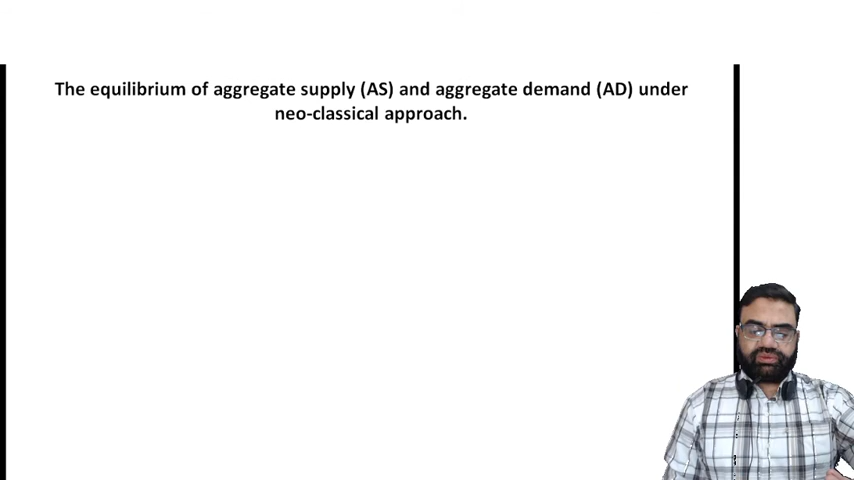 The equilibrium of aggregate supply (AS) and aggregate demand (AD) under
neo-classical approach.